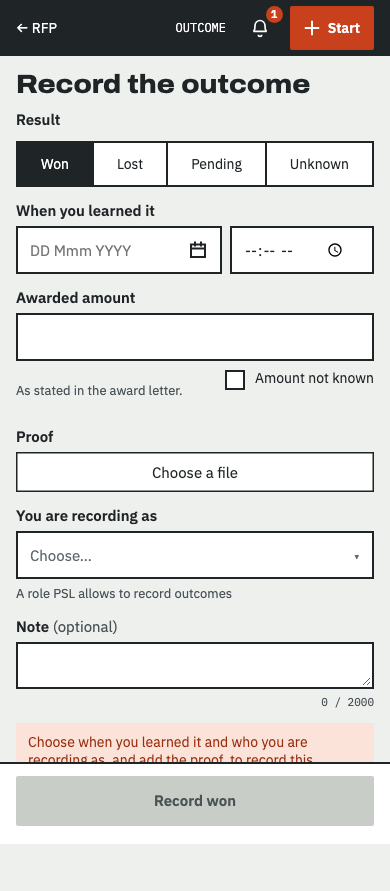 ← RFP
OUTCOME
1
Start
Record the outcome
Result
Won Lost Pending Unknown
When you learned it
DD Mmm YYYY
--:-- --
Awarded amount
As stated in the award letter.
Amount not known
Proof
Choose a file
You are recording as
Choose...
A role PSL allows to record outcomes
Note (optional)
0 / 2000
Choose when you learned it and who you are
recording as, and add the proof, to record this
Record won